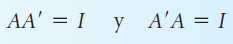 AA′ = I y A′A = I